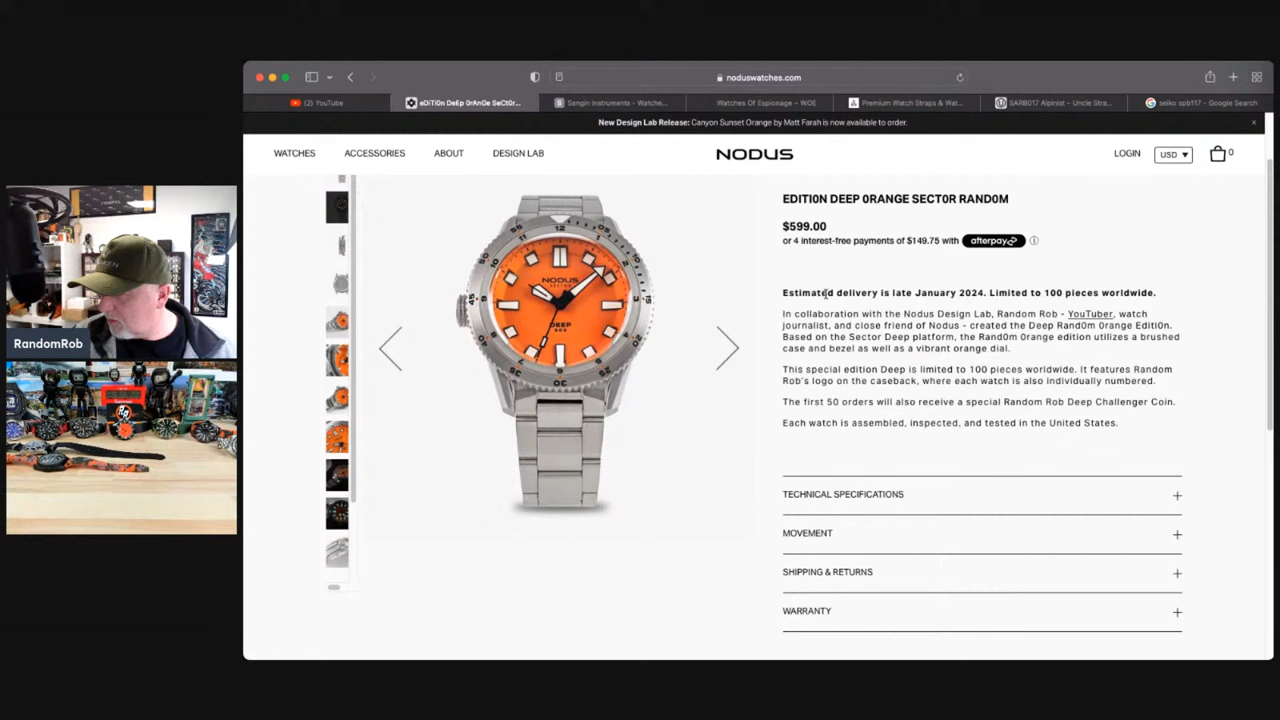 noduswatches.com
(2) YouTube
eDiTi0n DeEp 0rAnGe SeCt0r...
Sangin Instruments - Watche...
Watches Of Espionage – WOE
Premium Watch Straps & Wat...
SARB017 Alpinist – Uncle Stra...
seiko spb117 - Google Search
New Design Lab Release: Canyon Sunset Orange by Matt Farah is now available to order.
WATCHES
ACCESSORIES
ABOUT
DESIGN LAB
NODUS
LOGIN
USD
0
EDITI0N DEEP 0RANGE SECT0R RAND0M
$599.00
or 4 interest-free payments of $149.75 with afterpay
Estimated delivery is late January 2024. Limited to 100 pieces worldwide.
In collaboration with the Nodus Design Lab, Random Rob - YouTuber, watch
journalist, and close friend of Nodus - created the Deep Rand0m 0range Editi0n.
Based on the Sector Deep platform, the Rand0m 0range edition utilizes a brushed
case and bezel as well as a vibrant orange dial.
This special edition Deep is limited to 100 pieces worldwide. It features Random
Rob's logo on the caseback, where each watch is also individually numbered.
The first 50 orders will also receive a special Random Rob Deep Challenger Coin.
Each watch is assembled, inspected, and tested in the United States.
TECHNICAL SPECIFICATIONS
MOVEMENT
SHIPPING & RETURNS
WARRANTY
12
15
45
NODUS
SECTOR
DEEP
RandomRob